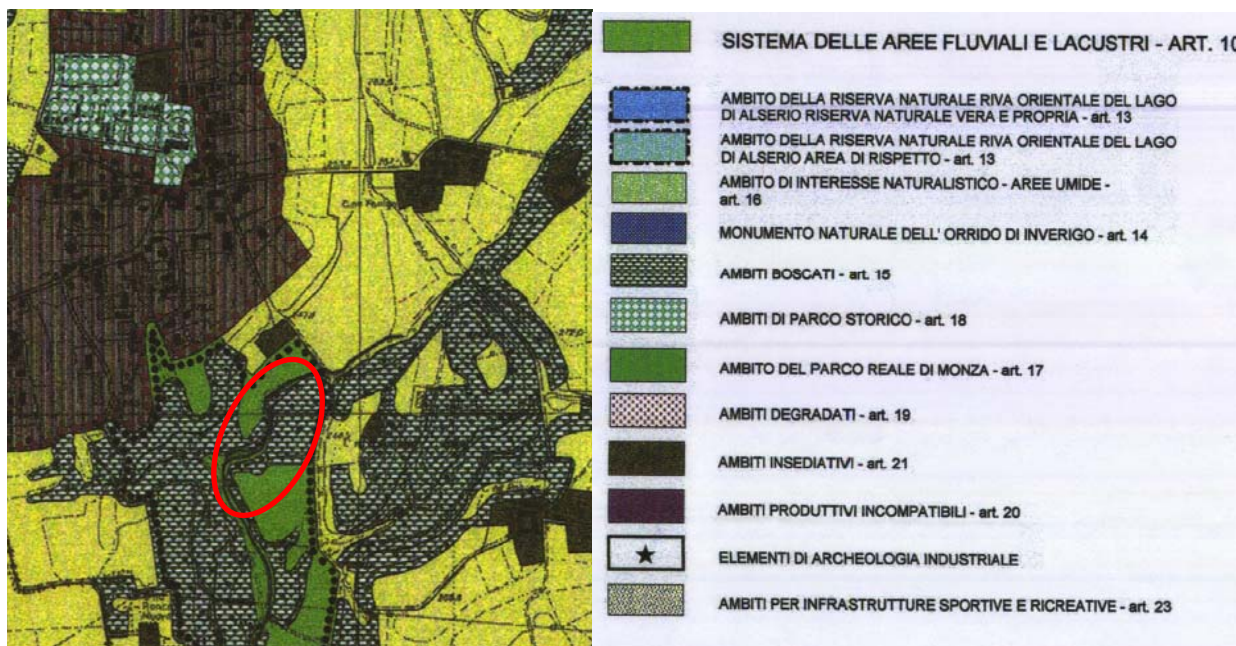 SISTEMA DELLE AREE FLUVIALI E LACUSTRI - ART. 10
AMBITO DELLA RISERVA NATURALE RIVA ORIENTALE DEL LAGO
DI ALSERIO RISERVA NATURALE VERA E PROPRIA - art. 13
AMBITO DELLA RISERVA NATURALE RIVA ORIENTALE DEL LAGO
DI ALSERIO AREA DI RISPETTO - art. 13
AMBITO DI INTERESSE NATURALISTICO - AREE UMIDE -
art. 16
MONUMENTO NATURALE DELL' ORRIDO DI INVERIGO - art. 14
AMBITI BOSCATI - art. 15
AMBITI DI PARCO STORICO - art. 18
AMBITO DEL PARCO REALE DI MONZA - art. 17
AMBITI DEGRADATI - art. 19
AMBITI INSEDIATIVI - art. 21
AMBITI PRODUTTIVI INCOMPATIBILI - art. 20
ELEMENTI DI ARCHEOLOGIA INDUSTRIALE
AMBITI PER INFRASTRUTTURE SPORTIVE E RICREATIVE - art. 23